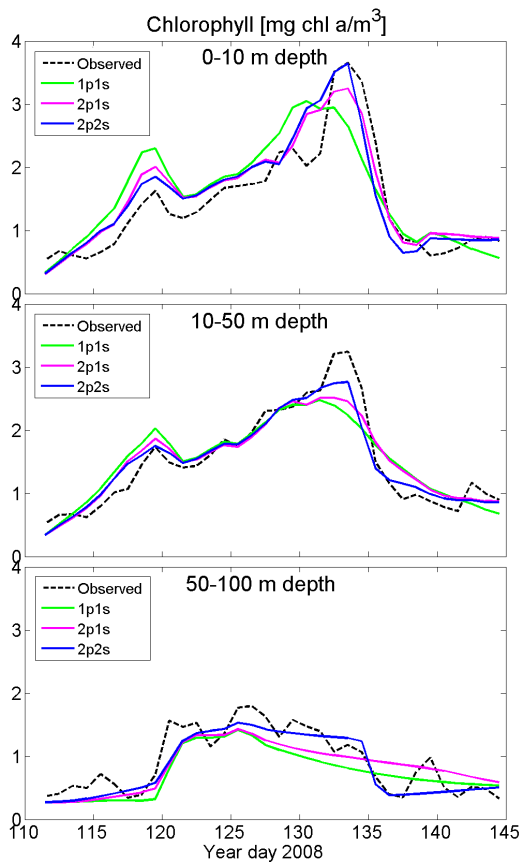 Chlorophyll [mg chl a/m³]
4
3
2
1
0
0-10 m depth
Observed
1p1s
2p1s
2p2s
4
3
2
1
0
10-50 m depth
Observed
1p1s
2p1s
2p2s
4
3
2
1
0
50-100 m depth
Observed
1p1s
2p1s
2p2s
110 115 120 125 130 135 140 145
Year day 2008